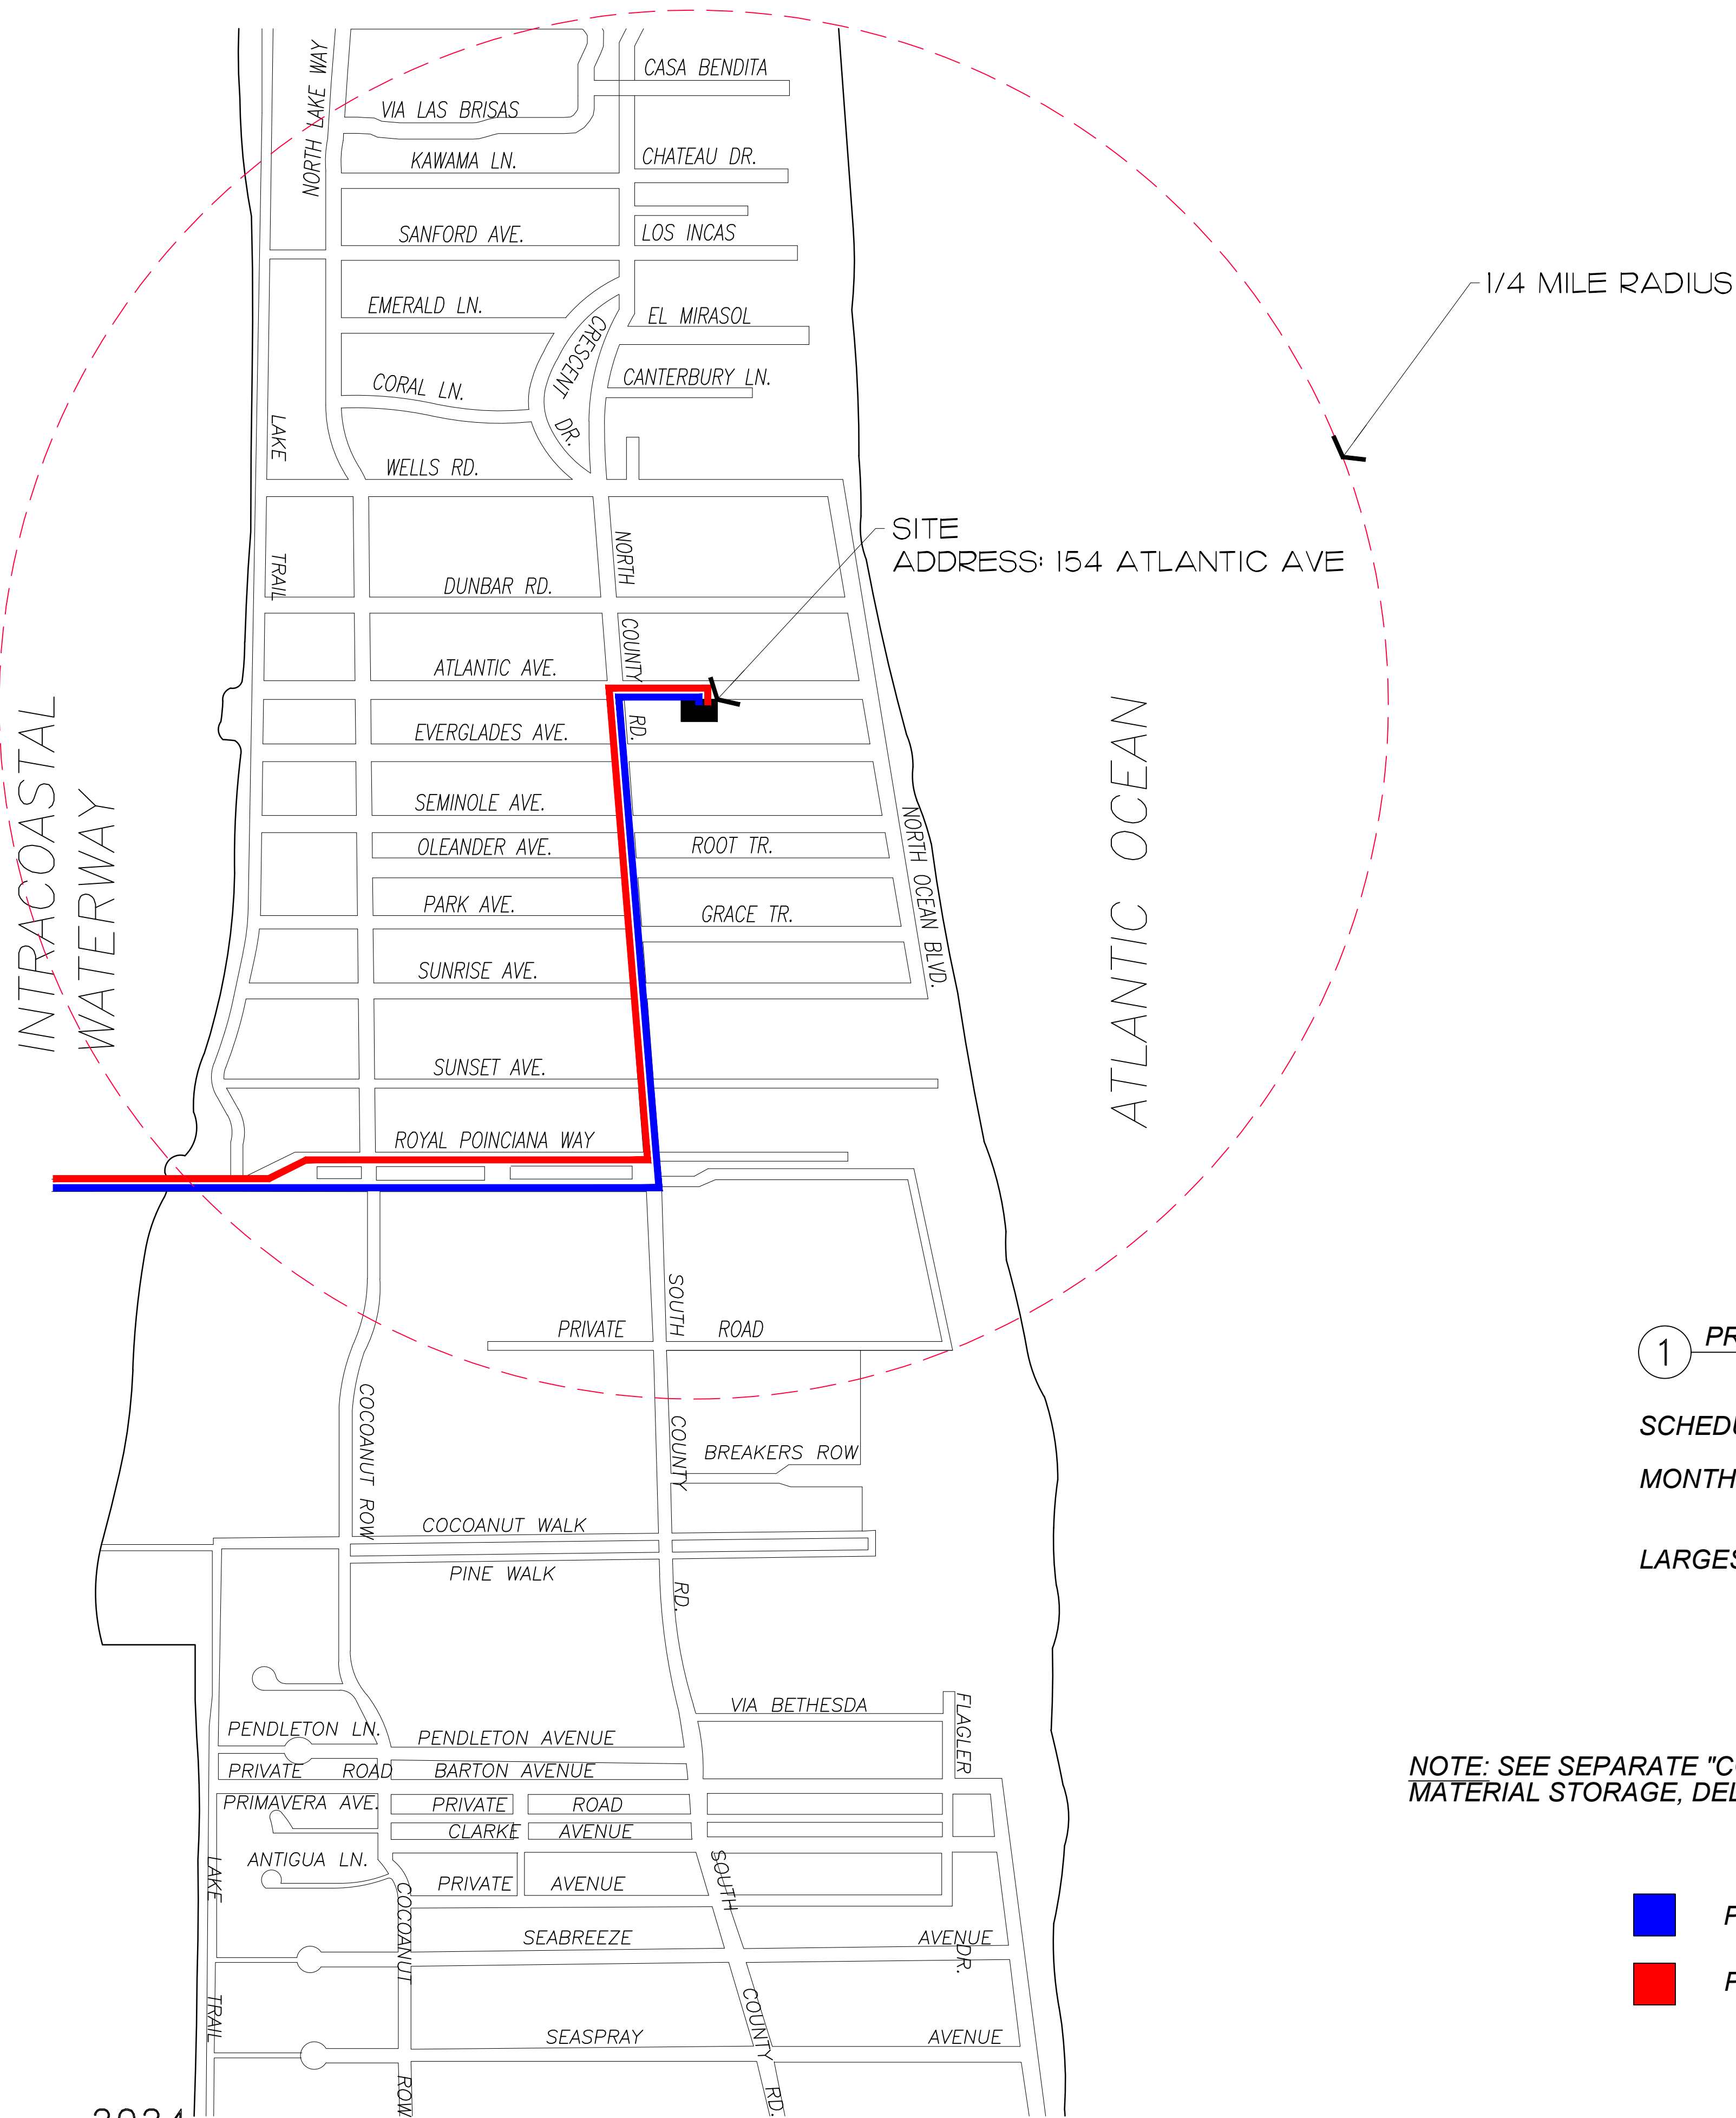 CASA BENDITA
NORTH LAKE WAY
VIA LAS BRISAS
KAWAMA LN.
CHATEAU DR.
SANFORD AVE.
LOS INCAS
1/4 MILE RADIUS
EMERALD LN.
EL MIRASOL
CRESCENT DR.
CORAL LN.
CANTERBURY LN.
LAKE TRAIL
WELLS RD.
SITE
ADDRESS: 154 ATLANTIC AVE
NORTH COUNTY RD.
DUNBAR RD.
ATLANTIC AVE.
EVERGLADES AVE.
INTRACOASTAL
WATERWAY
ATLANTIC OCEAN
SEMINOLE AVE.
NORTH OCEAN BLVD.
OLEANDER AVE.
ROOT TR.
PARK AVE.
GRACE TR.
SUNRISE AVE.
SUNSET AVE.
ROYAL POINCIANA WAY
SOUTH COUNTY RD.
PRIVATE ROAD
1
COCOANUT ROW
BREAKERS ROW
COCOANUT WALK
PINE WALK
VIA BETHESDA
FLAGLER DR.
PENDLETON LN.
PENDLETON AVENUE
PRIVATE ROAD
BARTON AVENUE
NOTE: SEE SEPARATE
MATERIAL STORAGE,
PRIMAVERA AVE.
PRIVATE ROAD
CLARKE AVENUE
ANTIGUA LN.
LAKE TRAIL
PRIVATE AVENUE
SOUTH COUNTY RD.
COCOANUT ROW
SEABREEZE AVENUE
SEASPRAY AVENUE